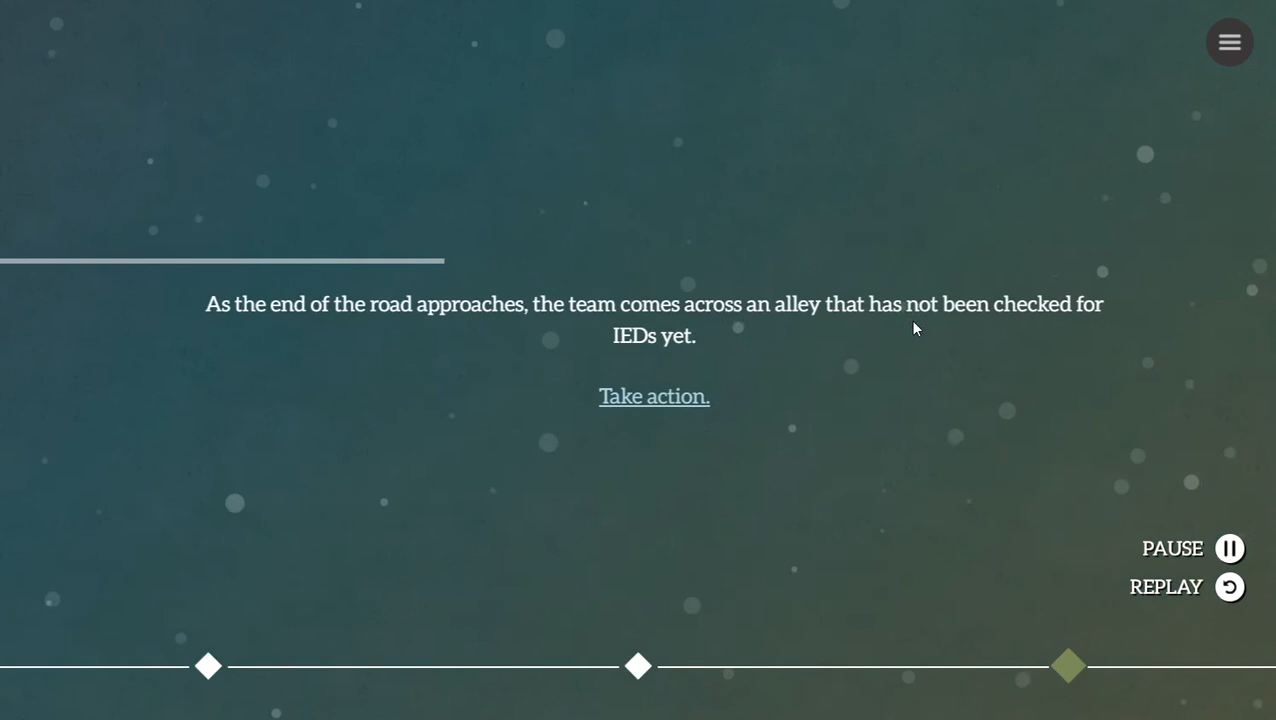 As the end of the road approaches, the team comes across an alley that has not been checked for
IEDs yet.
Take action.
PAUSE
REPLAY